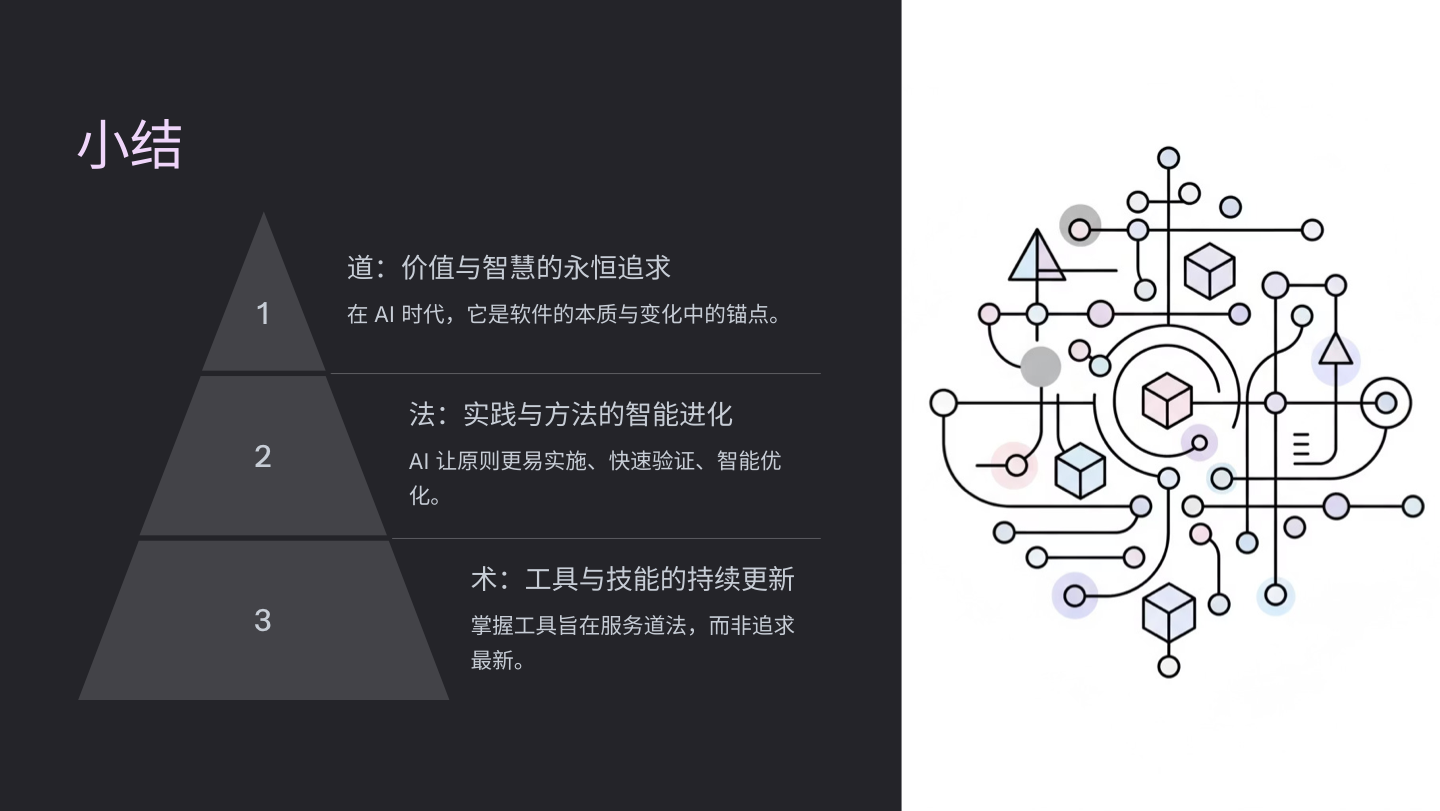 小结
1
道：价值与智慧的永恒追求
在 AI 时代，它是软件的本质与变化中的锚点。
2
法：实践与方法的智能进化
AI 让原则更易实施、快速验证、智能优
化。
3
术：工具与技能的持续更新
掌握工具旨在服务道法，而非追求
最新。